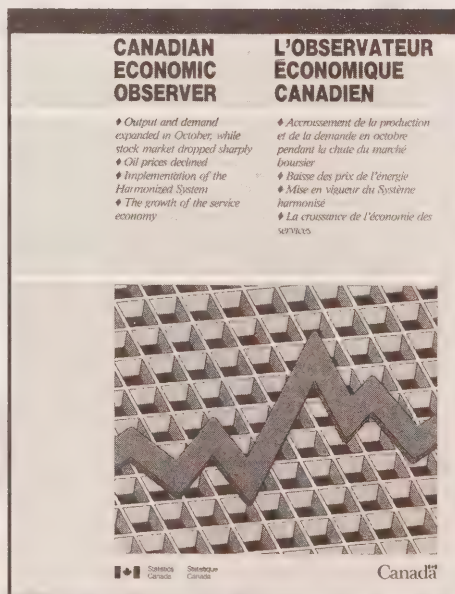 CANADIAN
ECONOMIC
OBSERVER
♦ Output and demand
expanded in October, while
stock market dropped sharply
♦ Oil prices declined
♦ Implementation of the
Harmonized System
♦ The growth of the service
economy
L'OBSERVATEUR
ÉCONOMIQUE
CANADIEN
♦ Accroissement de la production
et de la demande en octobre
pendant la chute du marché
boursier
♦ Baisse des prix de l'énergie
♦ Mise en vigueur du Système
harmonisé
♦ La croissance de l'économie des
services
Statistics
Canada
Statistique
Canada
Canada